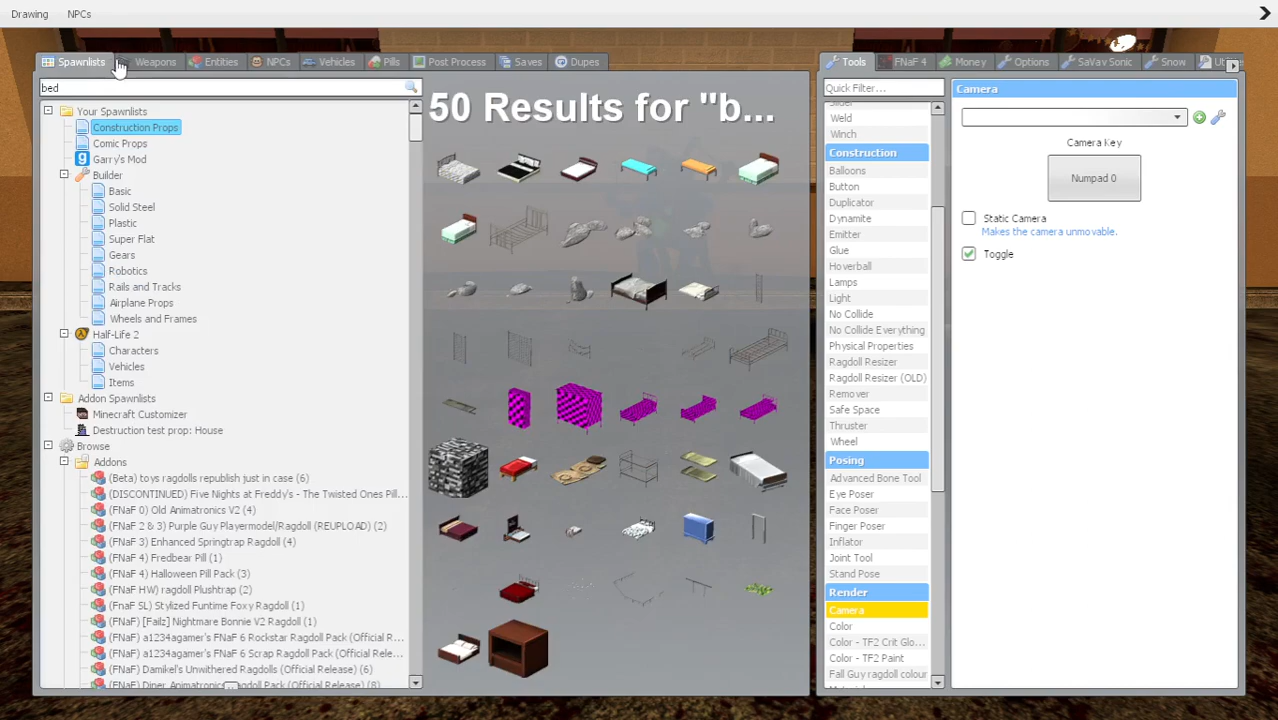 Drawing NPCs
Spawnlists Weapons Entities NPCs Vehicles Pills Post Process Saves Dupes
bed
Your Spawnlists
Construction Props
Comic Props
Garry's Mod
Builder
Basic
Solid Steel
Plastic
Super Flat
Gears
Robotics
Rails and Tracks
Airplane Props
Wheels and Frames
Half-Life 2
Characters
Vehicles
Items
Addon Spawnlists
Minecraft Customizer
Destruction test prop: House
Browse
Addons
(Beta) toys ragdolls republish just in case (6)
(DISCONTINUED) Five Nights at Freddy's - The Twisted Ones Pill...
(FNAF 0) Old Animatronics V2 (4)
(FNAF 2 & 3) Purple Guy Playermodel/Ragdoll (REUPLOAD) (2)
(FNaF 3) Enhanced Springtrap Ragdoll (4)
(FNaF 4) Fredbear Pill (1)
(FNaF 4) Halloween Pill Pack (3)
(FNaF HW) ragdoll Plushtrap (2)
(FnaF SL) Stylized Funtime Foxy Ragdoll (1)
(FNAF) [Failz] Nightmare Bonnie V2 Ragdoll (1)
(FNAF) a1234agamer's FNAF 6 Rockstar Ragdoll Pack (Official R...
(FNAF) a1234agamer's FNAF 6 Scrap Ragdoll Pack (Official Rele...
(FNAF) Damikel's Unwithered Ragdolls (Official Release) (6)
(FNAF) Diner Animatronics Ragdoll Pack (Official Release) (8)
50 Results for "b...
Tools FNAF 4 Money Options SaVav Sonic Snow
Quick Filter...
Slider
Weld
Winch
Construction
Balloons
Button
Duplicator
Dynamite
Emitter
Glue
Hoverball
Lamps
Light
No Collide
No Collide Everything
Physical Properties
Ragdoll Resizer
Ragdoll Resizer (OLD)
Remover
Safe Space
Thruster
Wheel
Posing
Advanced Bone Tool
Eye Poser
Face Poser
Finger Poser
Inflator
Joint Tool
Stand Pose
Render
Camera
Color
Color - TF2 Crit Glo...
Color - TF2 Paint
Fall Guy ragdoll colour
Camera
Camera Key
Numpad 0
Static Camera
Makes the camera unmovable.
Toggle